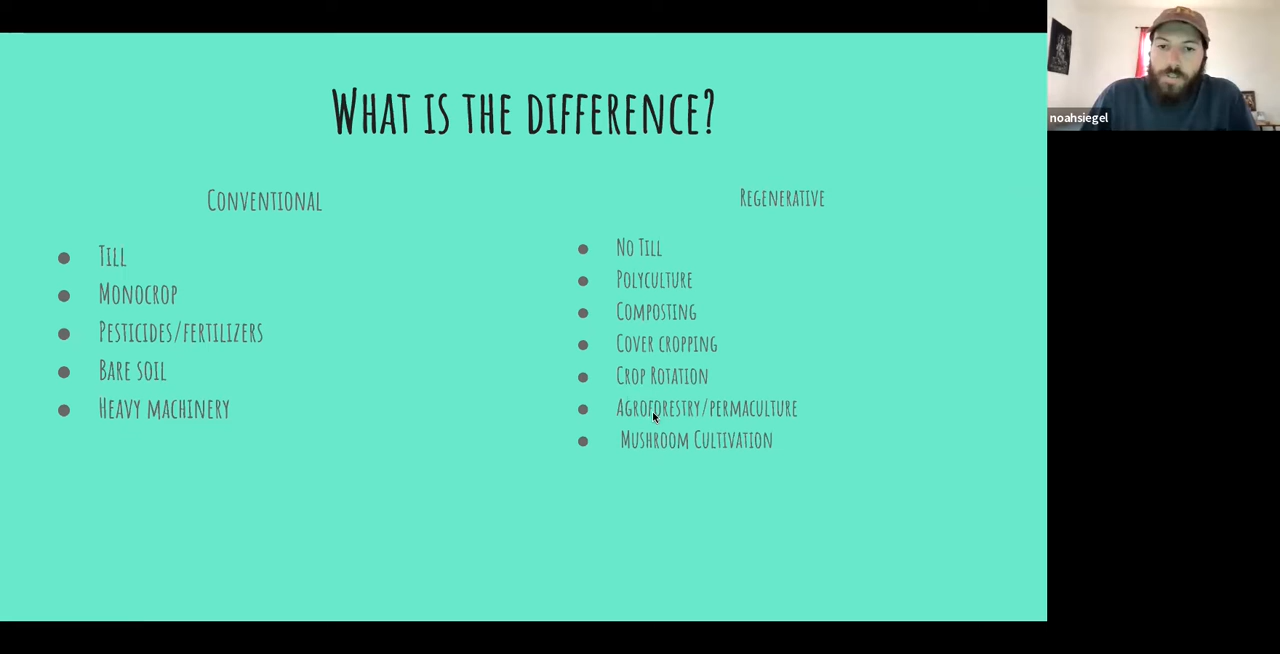 What is the difference?
Conventional
Till
Monocrop
Pesticides/fertilizers
Bare soil
Heavy machinery
Regenerative
No Till
Polyculture
Composting
Cover cropping
Crop Rotation
Agroforestry/permaculture
Mushroom Cultivation
noahsiegel